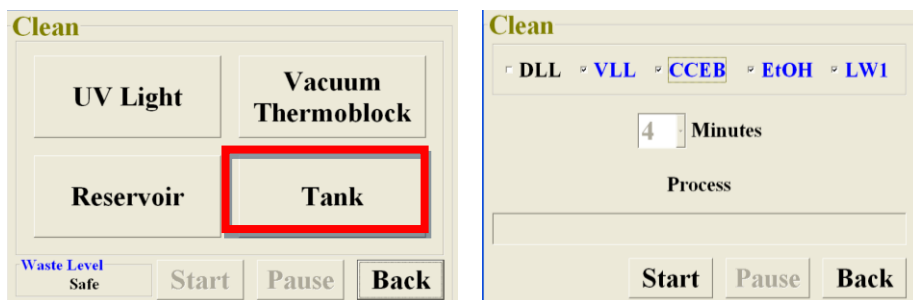 Clean
UV Light
Vacuum
Thermoblock
Reservoir
Tank
Waste Level
Safe
Start
Pause
Back
Clean
DLL VLL CCEB EtOH LW1
4 Minutes
Process
Start Pause Back